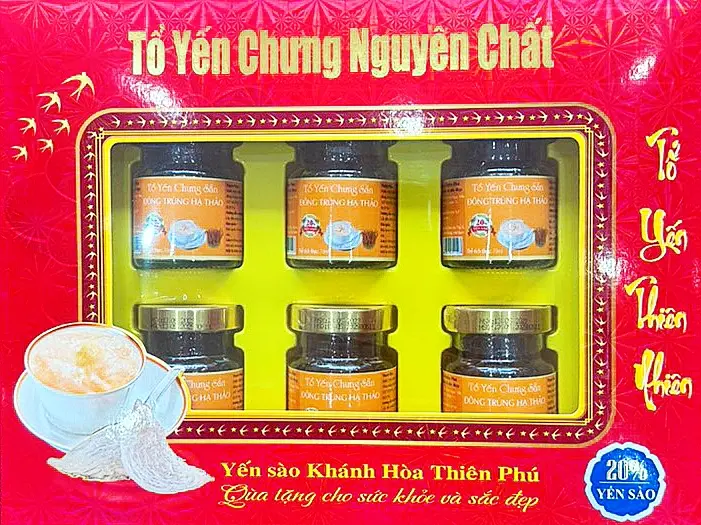 Tổ Yến Chưng Nguyên Chất
Tổ
Yến
Thiên
Nhiên
Tổ Yến Chưng Sẵn
ĐÔNG TRÙNG HẠ THẢO
Tổ Yến Chưng Sẵn
ĐÔNG TRÙNG HẠ THẢO
20%
Tổ Yến Chưng Sẵn
ĐÔNG TRÙNG HẠ THẢO
20%
Tổ Yến Chưng Sẵn
ĐÔNG TRÙNG HẠ THẢO
Tổ Yến Chưng Sẵn
ĐÔNG TRÙNG HẠ THẢO
Tổ Yến Chưng Sẵn
ĐÔNG TRÙNG HẠ THẢO
Yến sào Khánh Hòa Thiên Phú
Qùa tặng cho sức khỏe và sắc đẹp
20%
YẾN SÀO